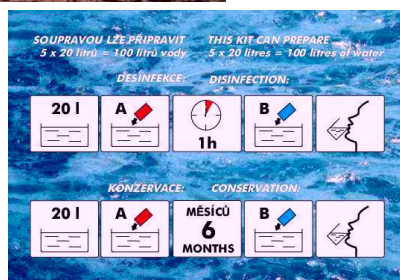 SOUPRAVOU LZE PŘIPRAVIT THIS KIT CAN PREPARE
5 x 20 litrů = 100 litrů vody 5 x 20 litres = 100 litres of water
DESINFEKCE: DISINFECTION:
20 l A B
1h
KONZERVACE: CONSERVATION:
20 l A MĚSÍCŮ B
6
MONTHS